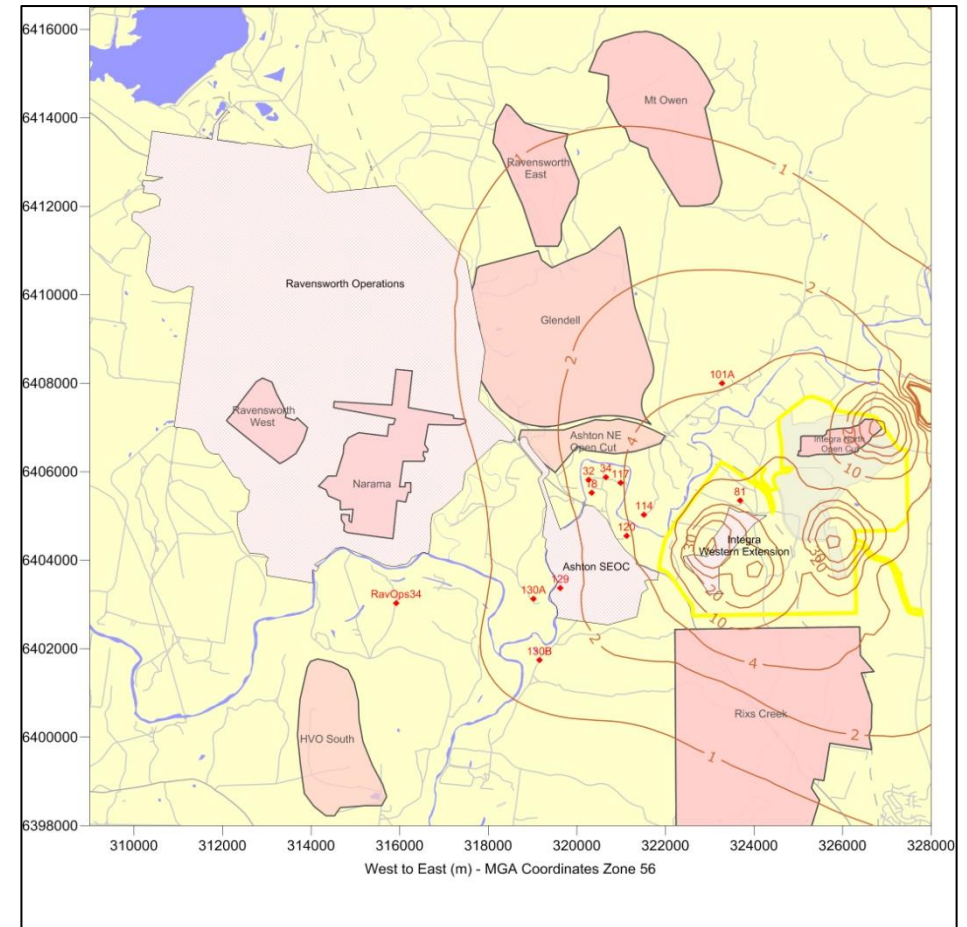 6416000
Mt Owen
6414000
1
Ravensworth
East
1
6412000
Ravensworth Operations
6410000
2
Glendell
2
6408000
101A
Ravensworth
West
Ashton NE
Open Cut
4
Integra North
Open Cut
Narama
6406000
32
34
117
10
18
81
114
120
30
Integra
Western Extension
30
6404000
Ashton SEOC
129
130A
RavOps34
20
10
2
6402000
130B
4
Rixs Creek
2
HVO South
6400000
1
6398000
310000 312000 314000 316000 318000 320000 322000 324000 326000 328000
West to East (m) - MGA Coordinates Zone 56